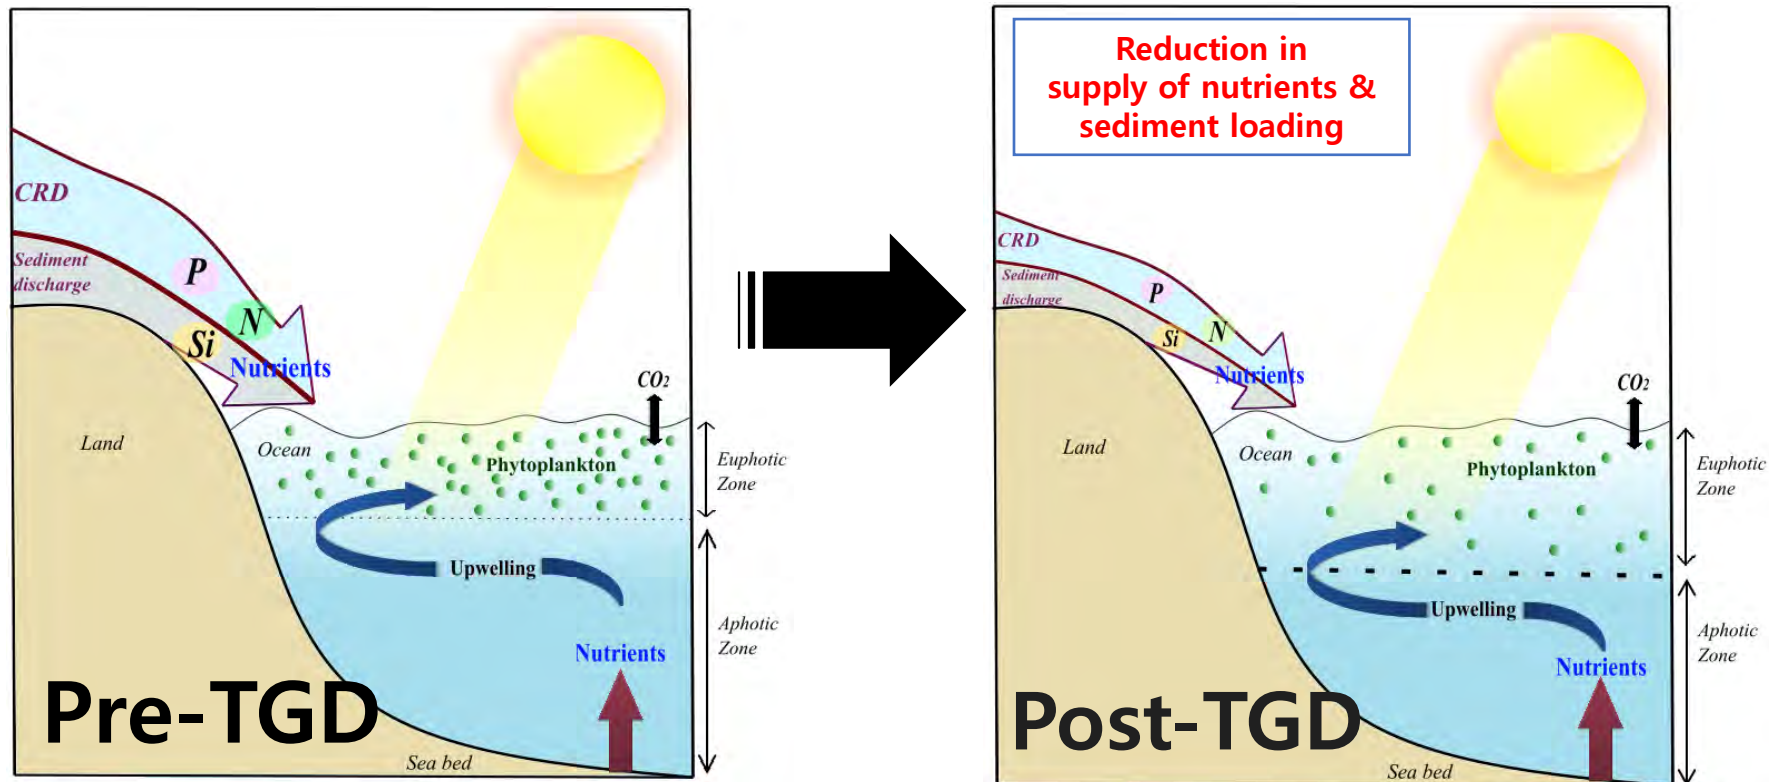 CRD
Sediment
discharge
P
N
Si
Nutrients
CO2
Land
Ocean
Phytoplankton
Euphotic
Zone
Upwelling
Aphotic
Zone
Nutrients
Pre-TGD
Sea bed
Reduction in
supply of nutrients &
sediment loading
CRD
Sediment
discharge
P
N
Si
Nutrients
CO2
Land
Ocean
Phytoplankton
Euphotic
Zone
Upwelling
Aphotic
Zone
Nutrients
Post-TGD
Sea bed